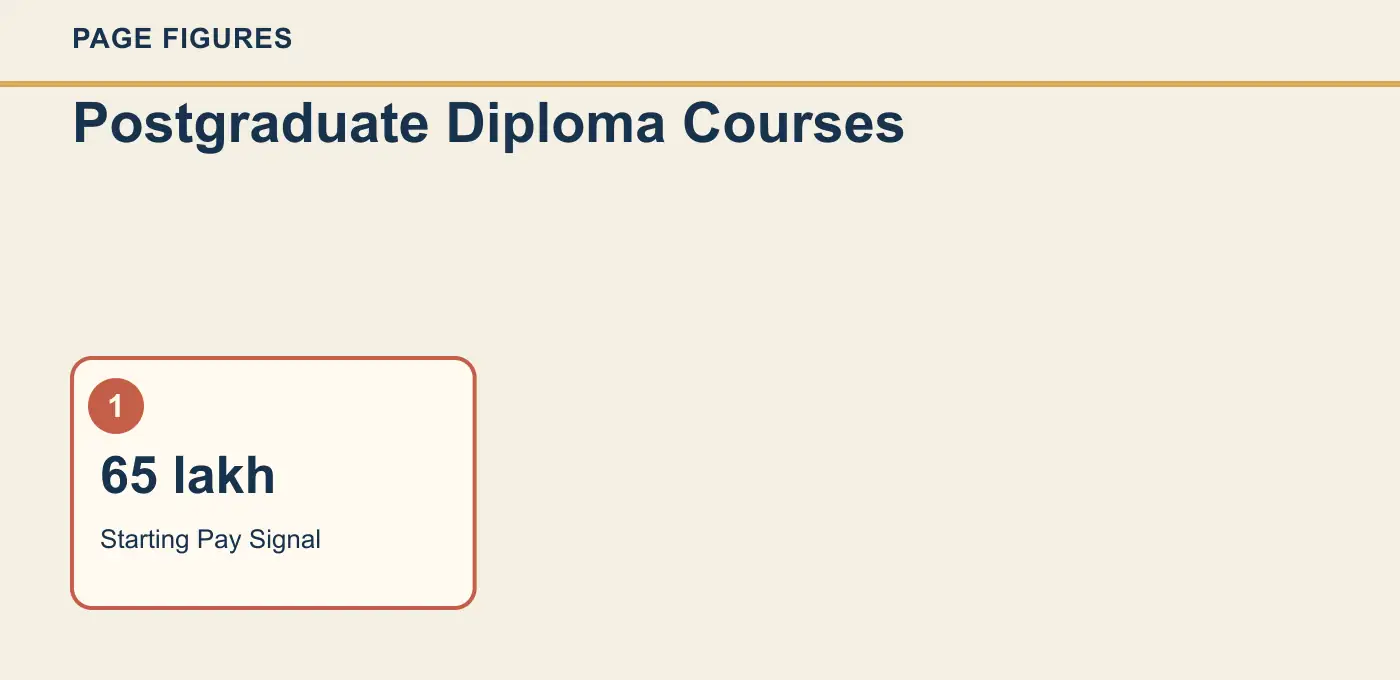 PAGE FIGURES
Postgraduate Diploma Courses
1
65 lakh
Starting Pay Signal